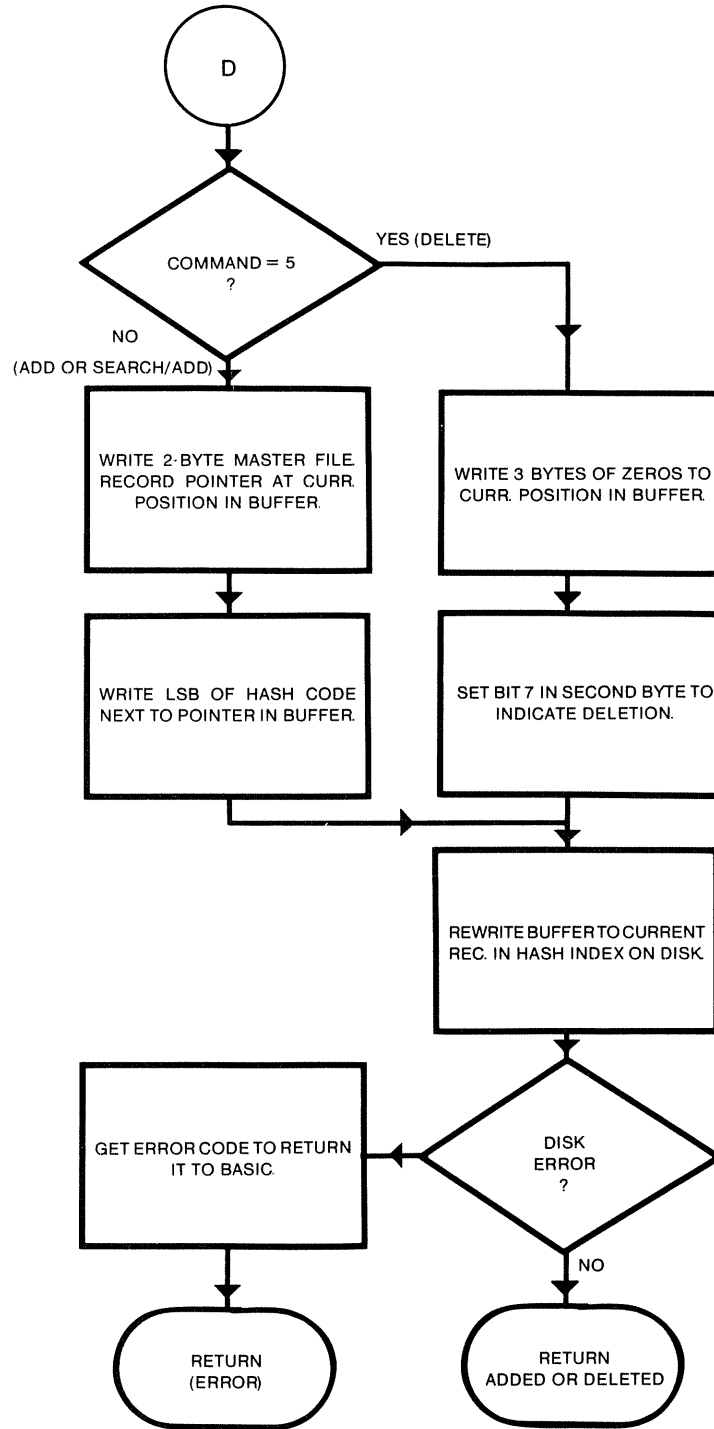 D
COMMAND = 5
?
YES (DELETE)
NO
(ADD OR SEARCH/ADD)
WRITE 2-BYTE MASTER FILE
RECORD POINTER AT CURR.
POSITION IN BUFFER.
WRITE 3 BYTES OF ZEROS TO
CURR. POSITION IN BUFFER.
WRITE LSB OF HASH CODE
NEXT TO POINTER IN BUFFER.
SET BIT 7 IN SECOND BYTE TO
INDICATE DELETION.
REWRITE BUFFER TO CURRENT
REC. IN HASH INDEX ON DISK.
GET ERROR CODE TO RETURN
IT TO BASIC.
DISK
ERROR
?
NO
RETURN
(ERROR)
RETURN
ADDED OR DELETED